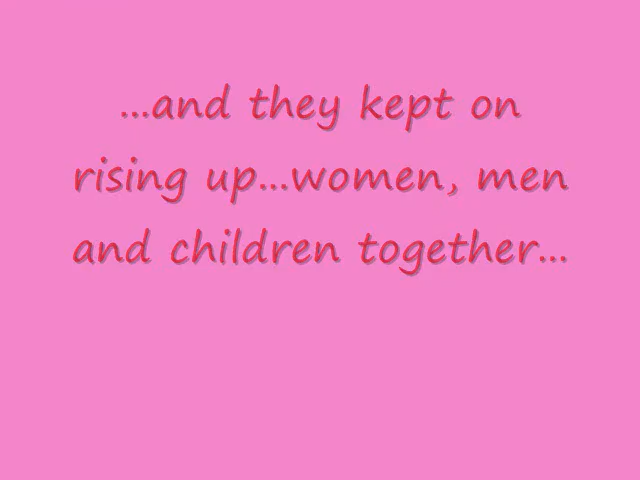 ...and they kept on
rising up...women, men
and children together...